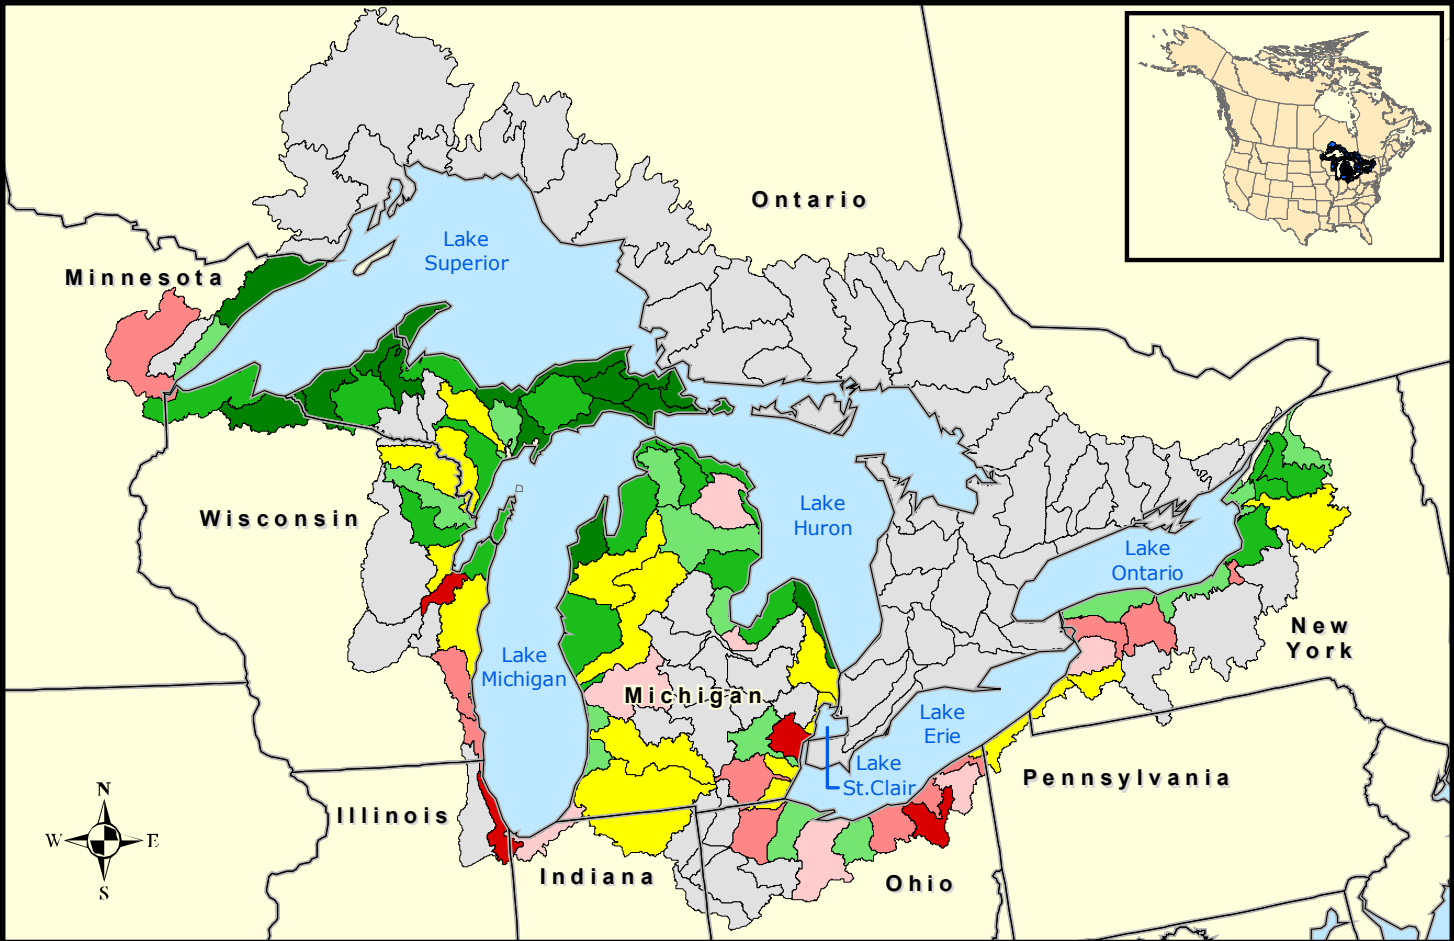 Ontario
Lake
Superior
Minnesota
Wisconsin
Lake
Huron
Lake
Ontario
New
York
Lake
Michigan
Michigan
Lake
Erie
Lake
St.Clair
Pennsylvania
Illinois
Indiana
Ohio
N
W
E
S